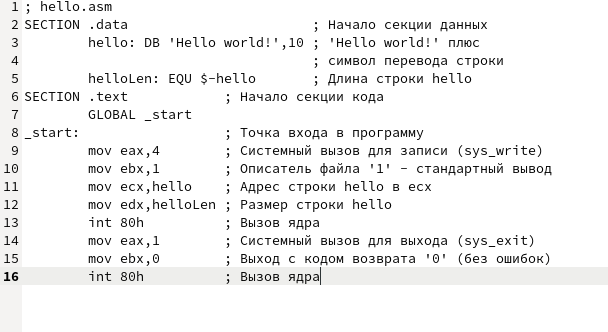 1 ; hello.asm
2 SECTION .data                       ; Начало секции данных
3         hello: DB 'Hello world!',10 ; 'Hello world!' плюс
4                                     ; символ перевода строки
5         helloLen: EQU $-hello       ; Длина строки hello
6 SECTION .text            ; Начало секции кода
7         GLOBAL _start
8 _start:                  ; Точка входа в программу
9         mov eax,4        ; Системный вызов для записи (sys_write)
10         mov ebx,1        ; Описатель файла '1' - стандартный вывод
11         mov ecx,hello    ; Адрес строки hello в ecx
12         mov edx,helloLen ; Размер строки hello
13         int 80h          ; Вызов ядра
14         mov eax,1        ; Системный вызов для выхода (sys_exit)
15         mov ebx,0        ; Выход с кодом возврата '0' (без ошибок)
16         int 80h          ; Вызов ядра